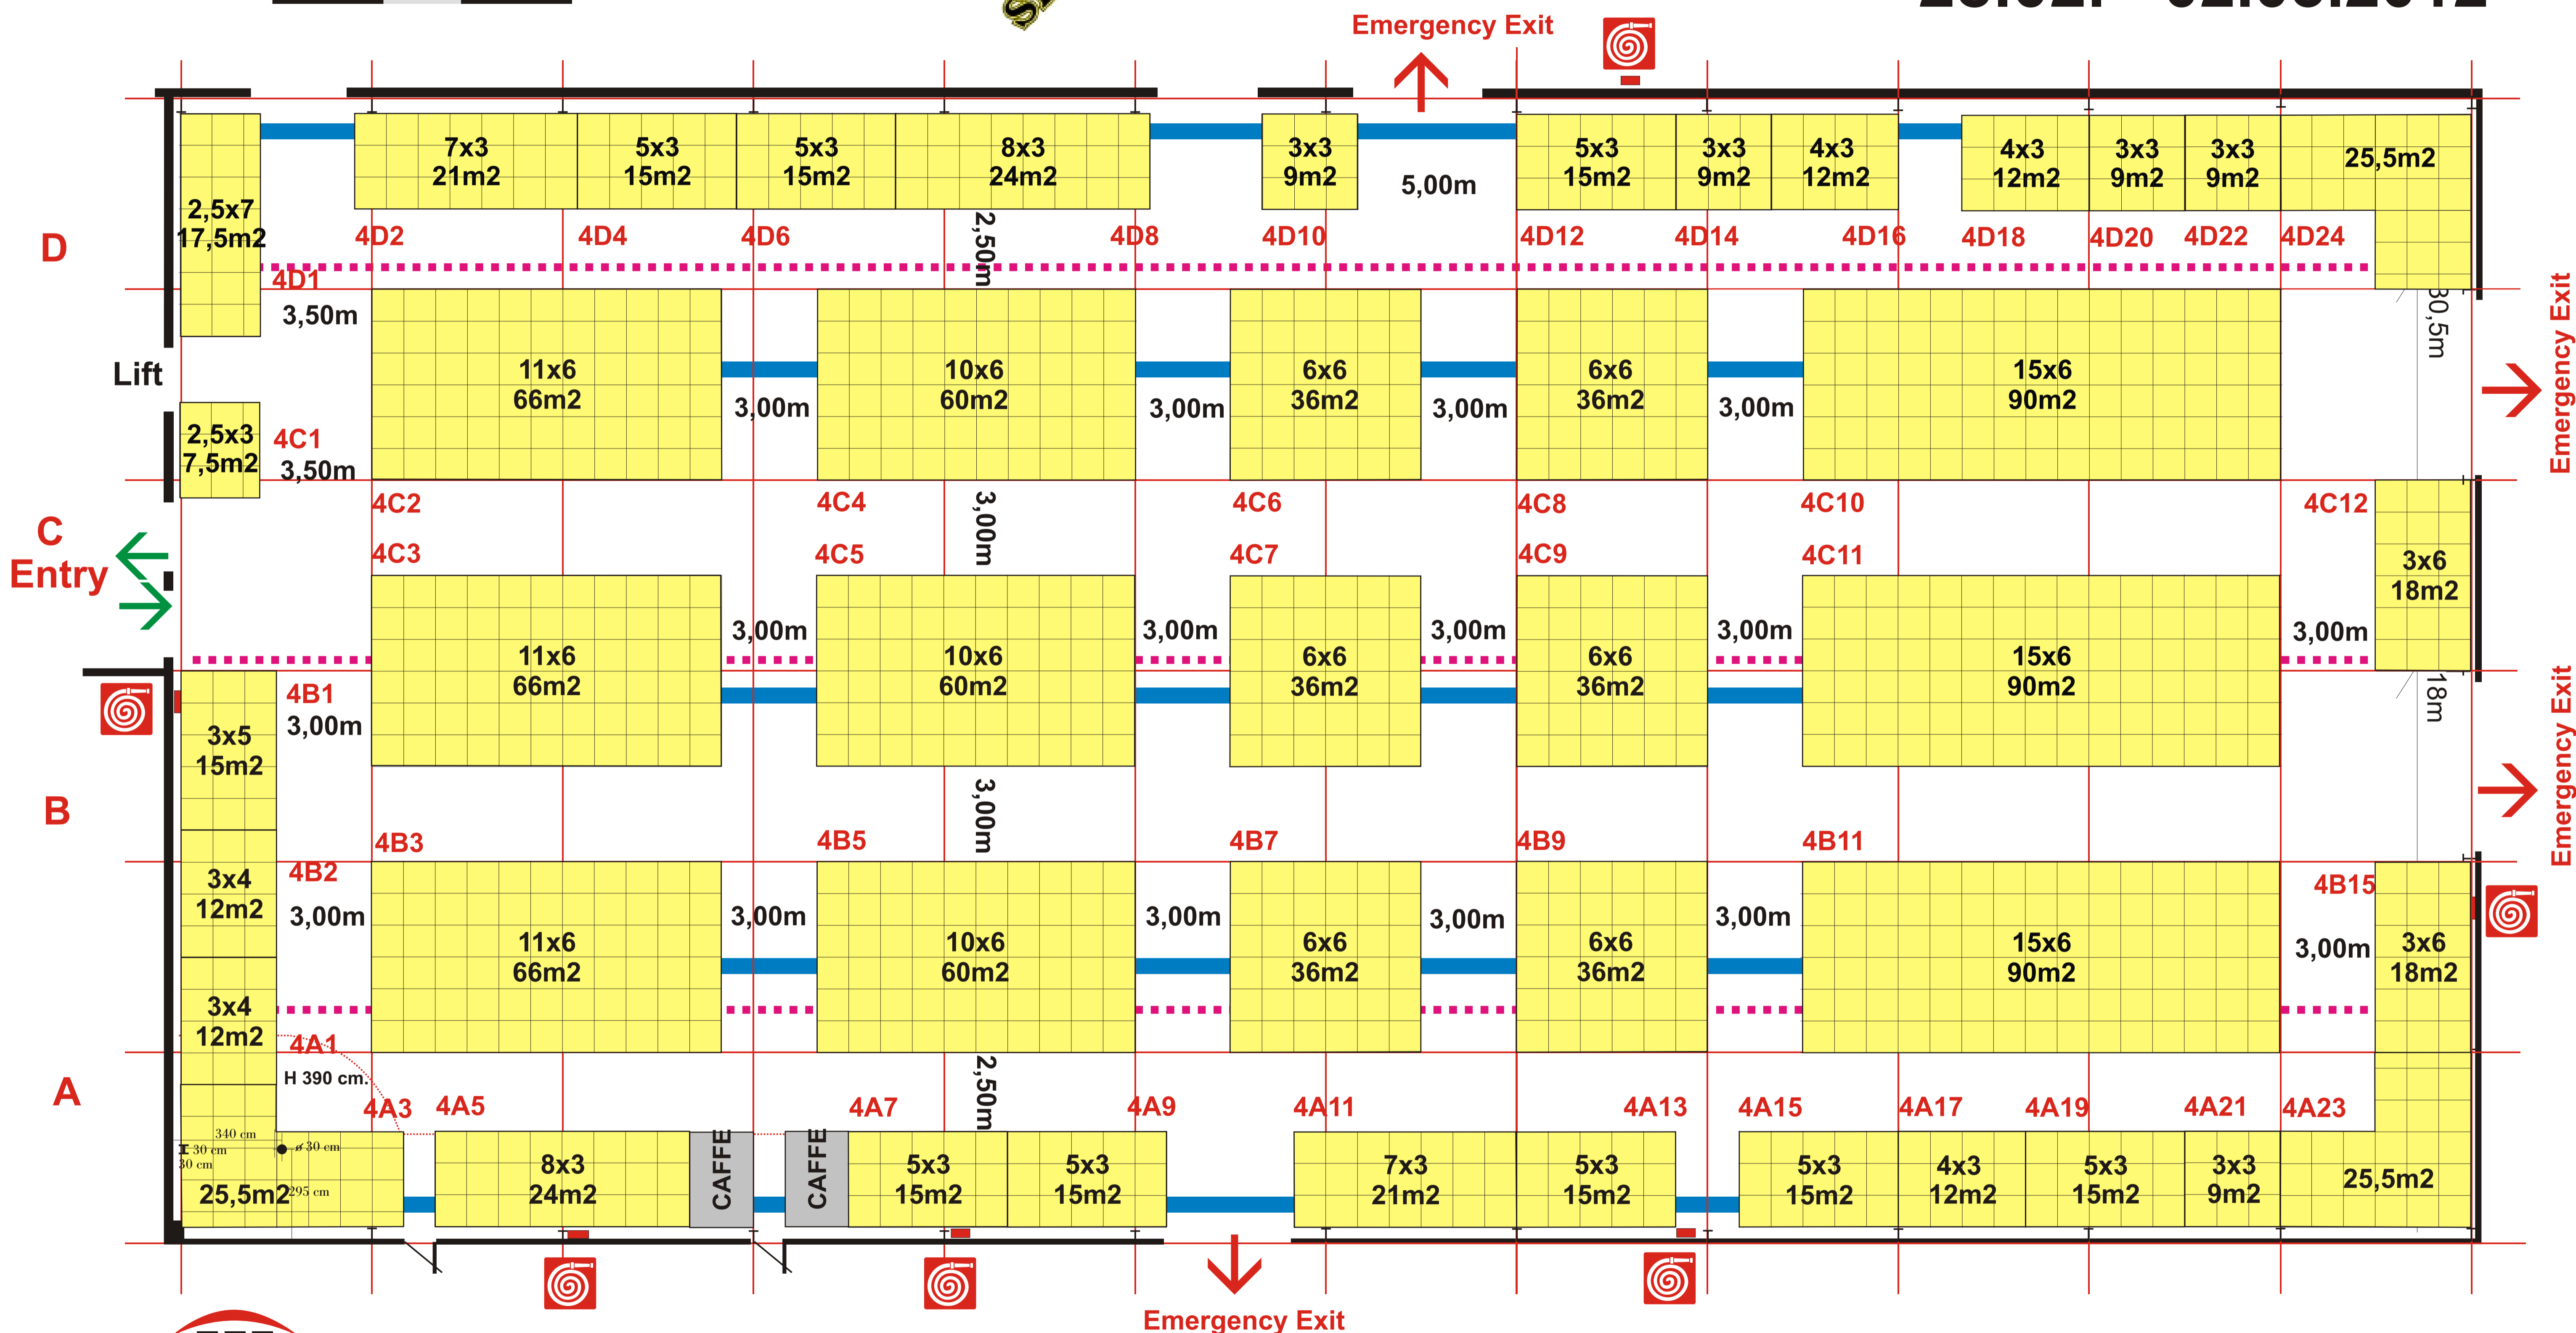 Emergency Exit
7x3
21m2
5x3
15m2
5x3
15m2
8x3
24m2
3x3
9m2
5,00m
5x3
15m2
3x3
9m2
4x3
12m2
4x3
12m2
3x3
9m2
3x3
9m2
25,5m2
2,5x7
17,5m2
D
4D2
4D4
4D6
2,50m
4D8
4D10
4D12
4D14
4D16
4D18
4D20
4D22
4D24
4D1
3,50m
30,5m
Emergency Exit
Lift
11x6
66m2
3,00m
10x6
60m2
3,00m
6x6
36m2
3,00m
6x6
36m2
3,00m
15x6
90m2
2,5x3
7,5m2
4C1
3,50m
4C2
4C4
3,00m
4C6
4C8
4C10
4C12
C
Entry
4C3
4C5
4C7
4C9
4C11
3x6
18m2
11x6
66m2
3,00m
10x6
60m2
3,00m
6x6
36m2
3,00m
6x6
36m2
3,00m
15x6
90m2
3,00m
18m
Emergency Exit
4B1
3,00m
3x5
15m2
B
3,00m
4B3
4B5
4B7
4B9
4B11
4B2
3x4
12m2
3,00m
11x6
66m2
3,00m
10x6
60m2
3,00m
6x6
36m2
3,00m
6x6
36m2
3,00m
15x6
90m2
4B15
3,00m
3x6
18m2
3x4
12m2
4A1
H 390 cm.
A
4A3
4A5
4A7
2,50m
4A9
4A11
4A13
4A15
4A17
4A19
4A21
4A23
340 cm
30 cm
ø 30 cm
30 cm
25,5m2
295 cm
8x3
24m2
CAFFE
CAFFE
5x3
15m2
5x3
15m2
7x3
21m2
5x3
15m2
5x3
15m2
4x3
12m2
5x3
15m2
3x3
9m2
25,5m2
Emergency Exit